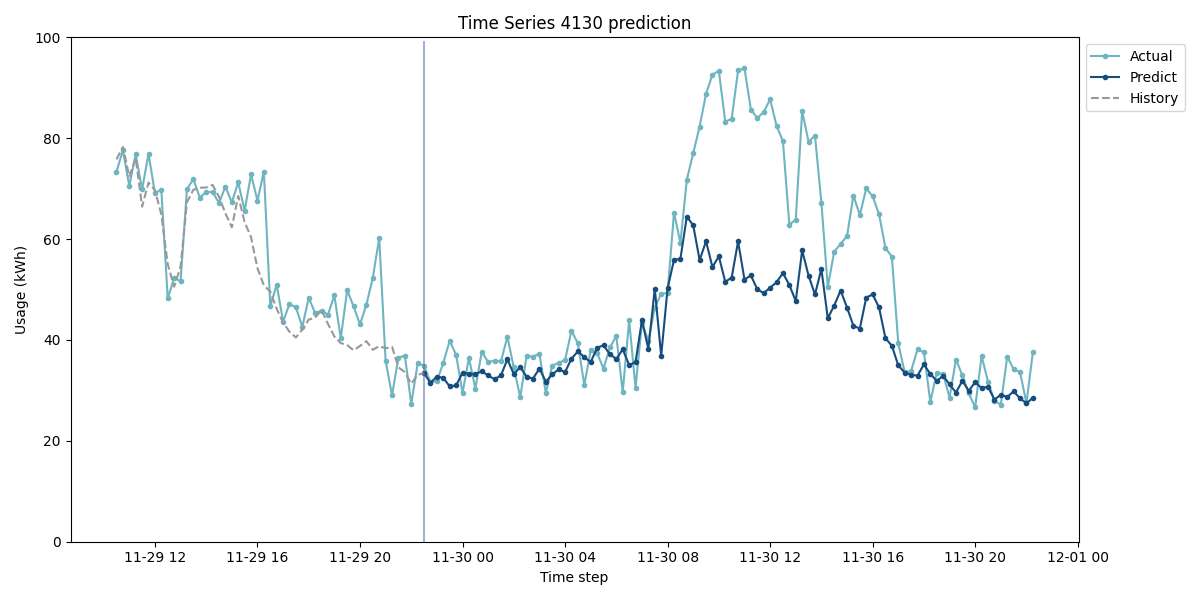 Time Series 4130 prediction
Usage (kWh)
100
80
60
40
20
0
11-29 12
11-29 16
11-29 20
11-30 00
11-30 04
11-30 08
11-30 12
11-30 16
11-30 20
12-01 00
Time step
Actual
Predict
History